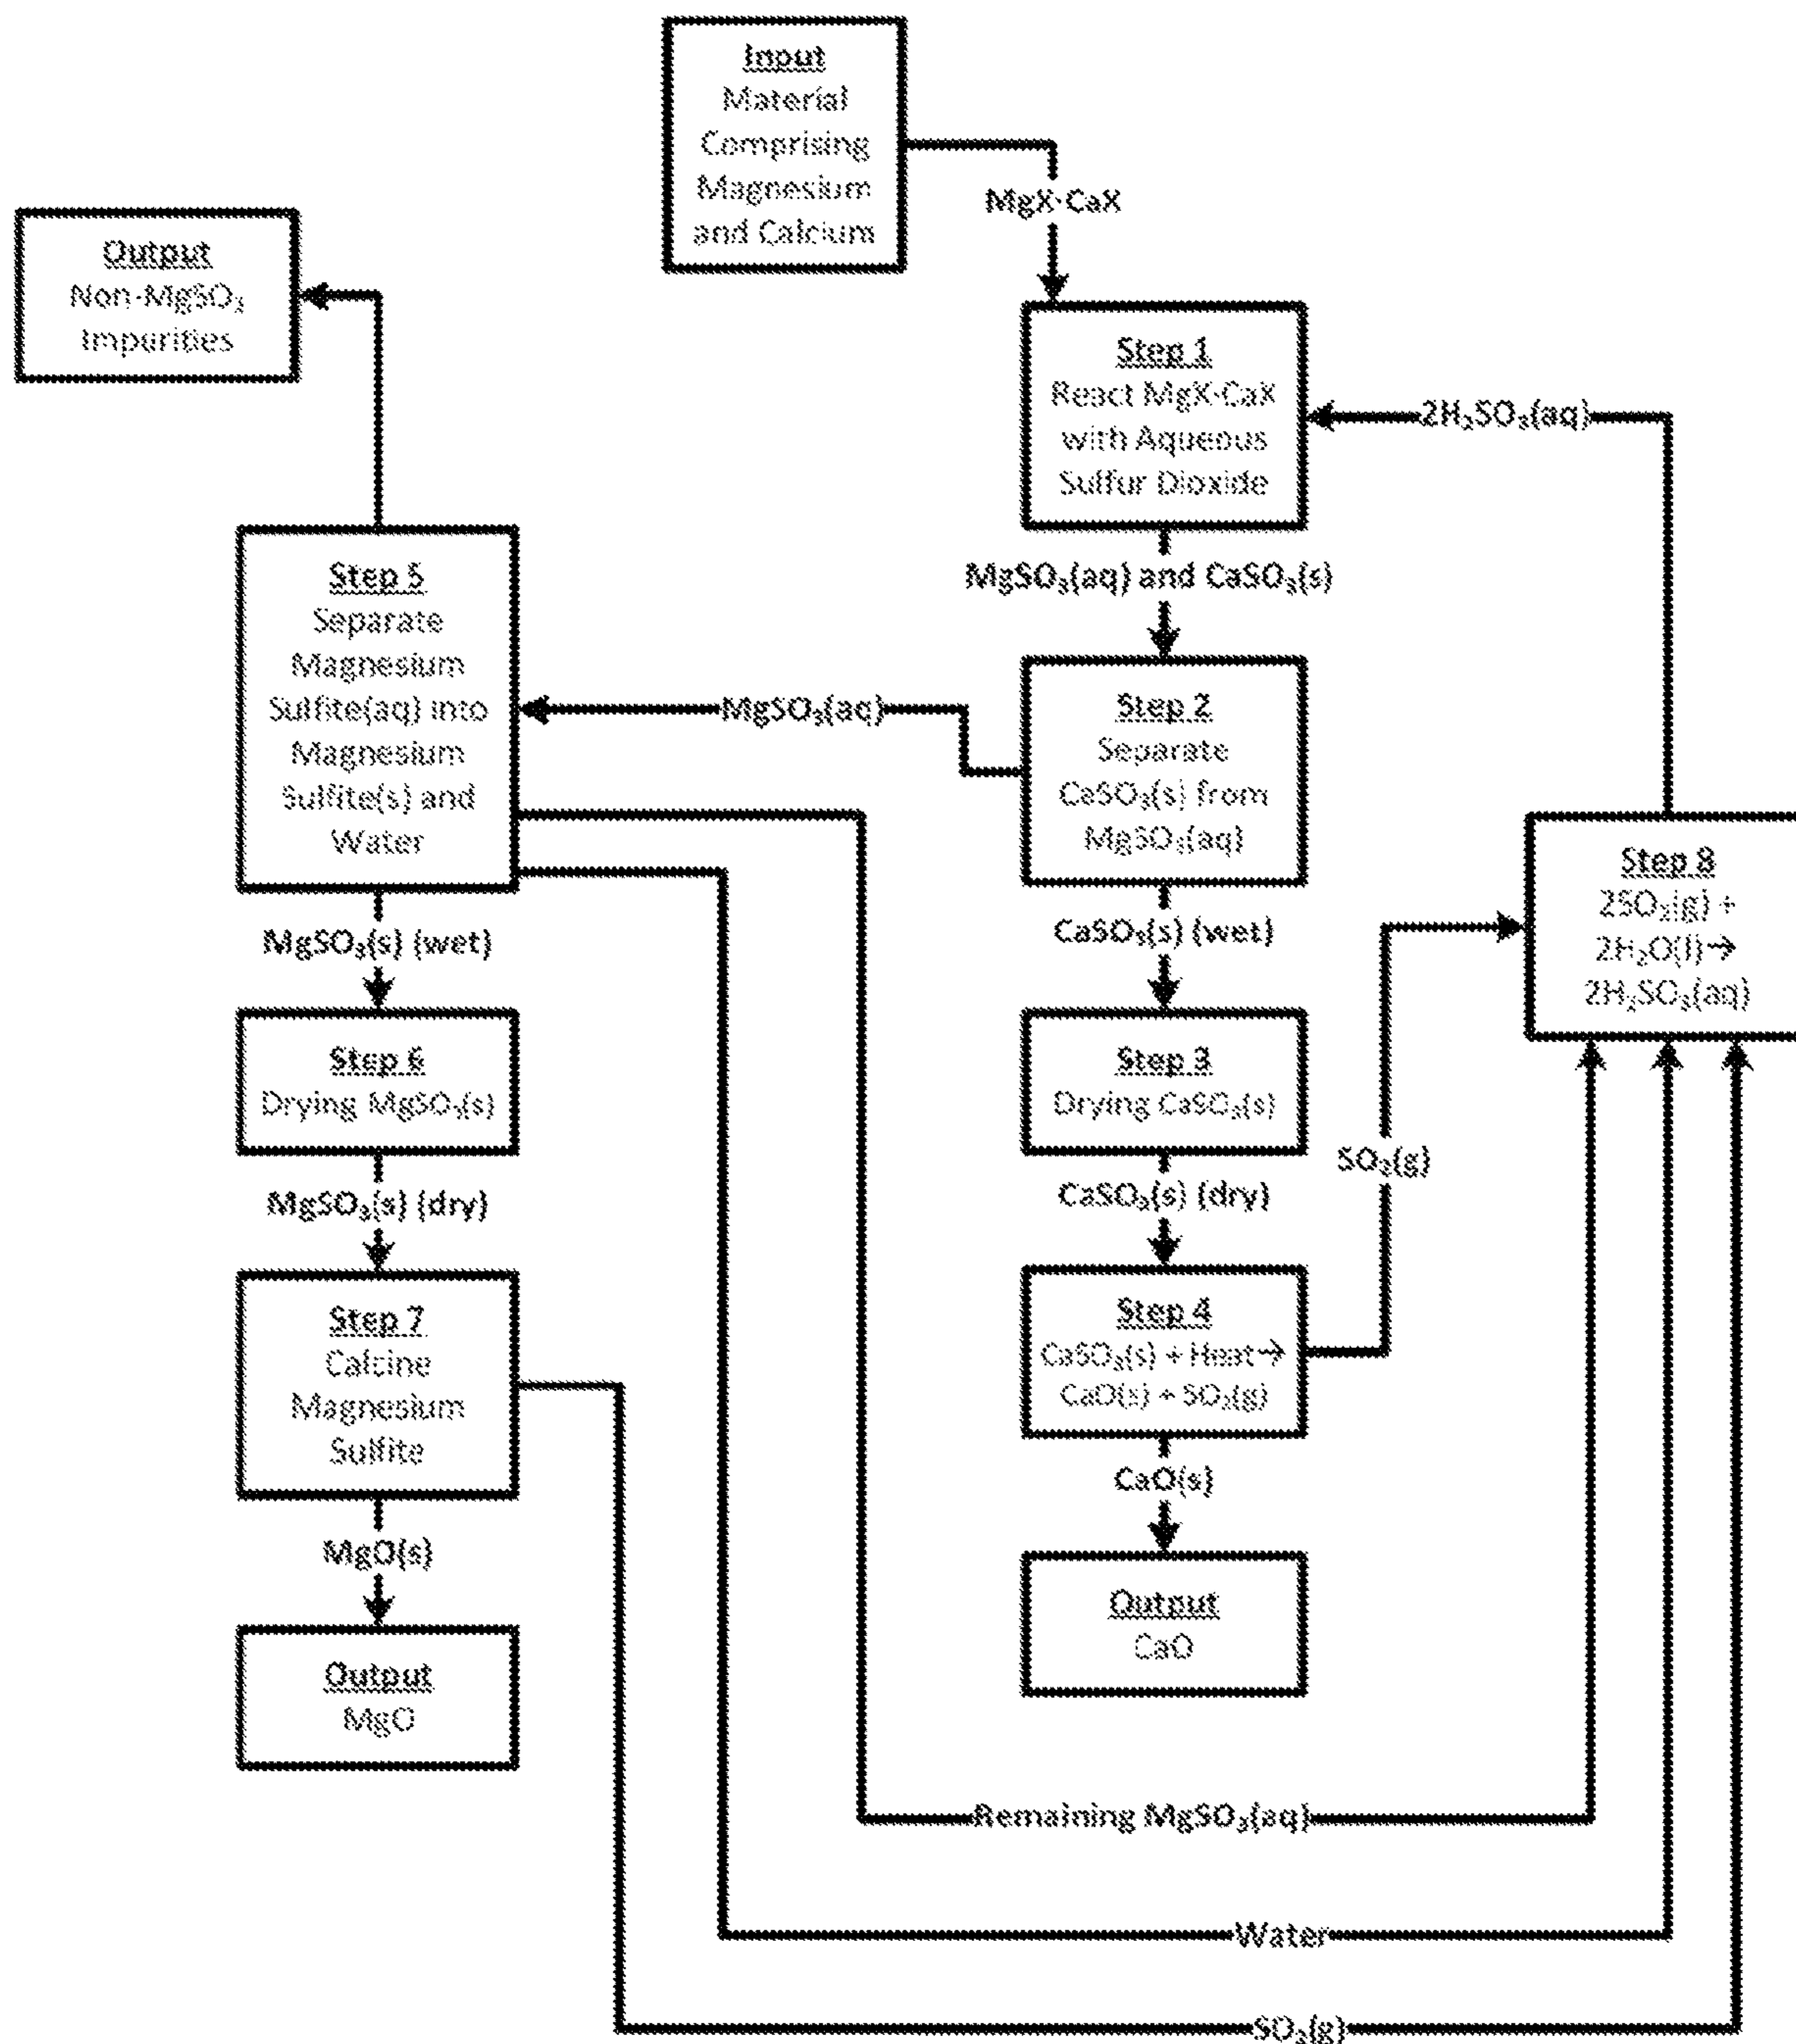 Input
Material
Comprising
Magnesium
and Calcium
MgX·CaX
Output
Non-MgSO₃
Impurities
Step 1
React MgX·CaX
with Aqueous
Sulfur Dioxide
2H₂SO₃(aq)
MgSO₃(aq) and CaSO₃(s)
Step 5
Separate
Magnesium
Sulfite(aq) into
Magnesium
Sulfite(s) and
Water
MgSO₃(aq)
Step 2
Separate
CaSO₃(s) from
MgSO₃(aq)
Step 8
2SO₂(g) +
2H₂O(l)→
2H₂SO₃(aq)
MgSO₃(s) (wet)
CaSO₃(s) (wet)
Step 6
Drying MgSO₃(s)
Step 3
Drying CaSO₃(s)
SO₂(g)
MgSO₃(s) (dry)
CaSO₃(s) (dry)
Step 7
Calcine
Magnesium
Sulfite
Step 4
CaSO₃(s) + Heat→
CaO(s) + SO₂(g)
MgO(s)
CaO(s)
Output
MgO
Output
CaO
Remaining MgSO₃(aq)
Water
SO₂(g)